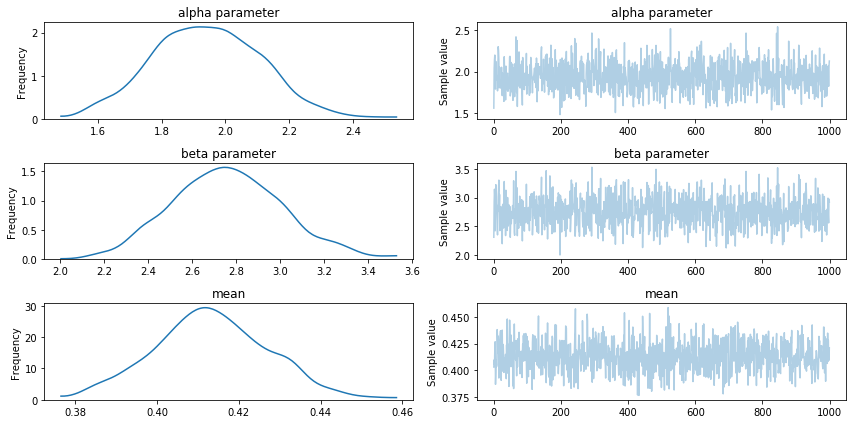 alpha parameter
Frequency
2
1
0
1.6 1.8 2.0 2.2 2.4
alpha parameter
Sample value
2.5
2.0
1.5
0 200 400 600 800 1000
beta parameter
Frequency
1.5
1.0
0.5
0.0
2.0 2.2 2.4 2.6 2.8 3.0 3.2 3.4 3.6
beta parameter
Sample value
3.5
3.0
2.5
2.0
0 200 400 600 800 1000
mean
Frequency
30
20
10
0
0.38 0.40 0.42 0.44 0.46
mean
Sample value
0.450
0.425
0.400
0.375
0 200 400 600 800 1000